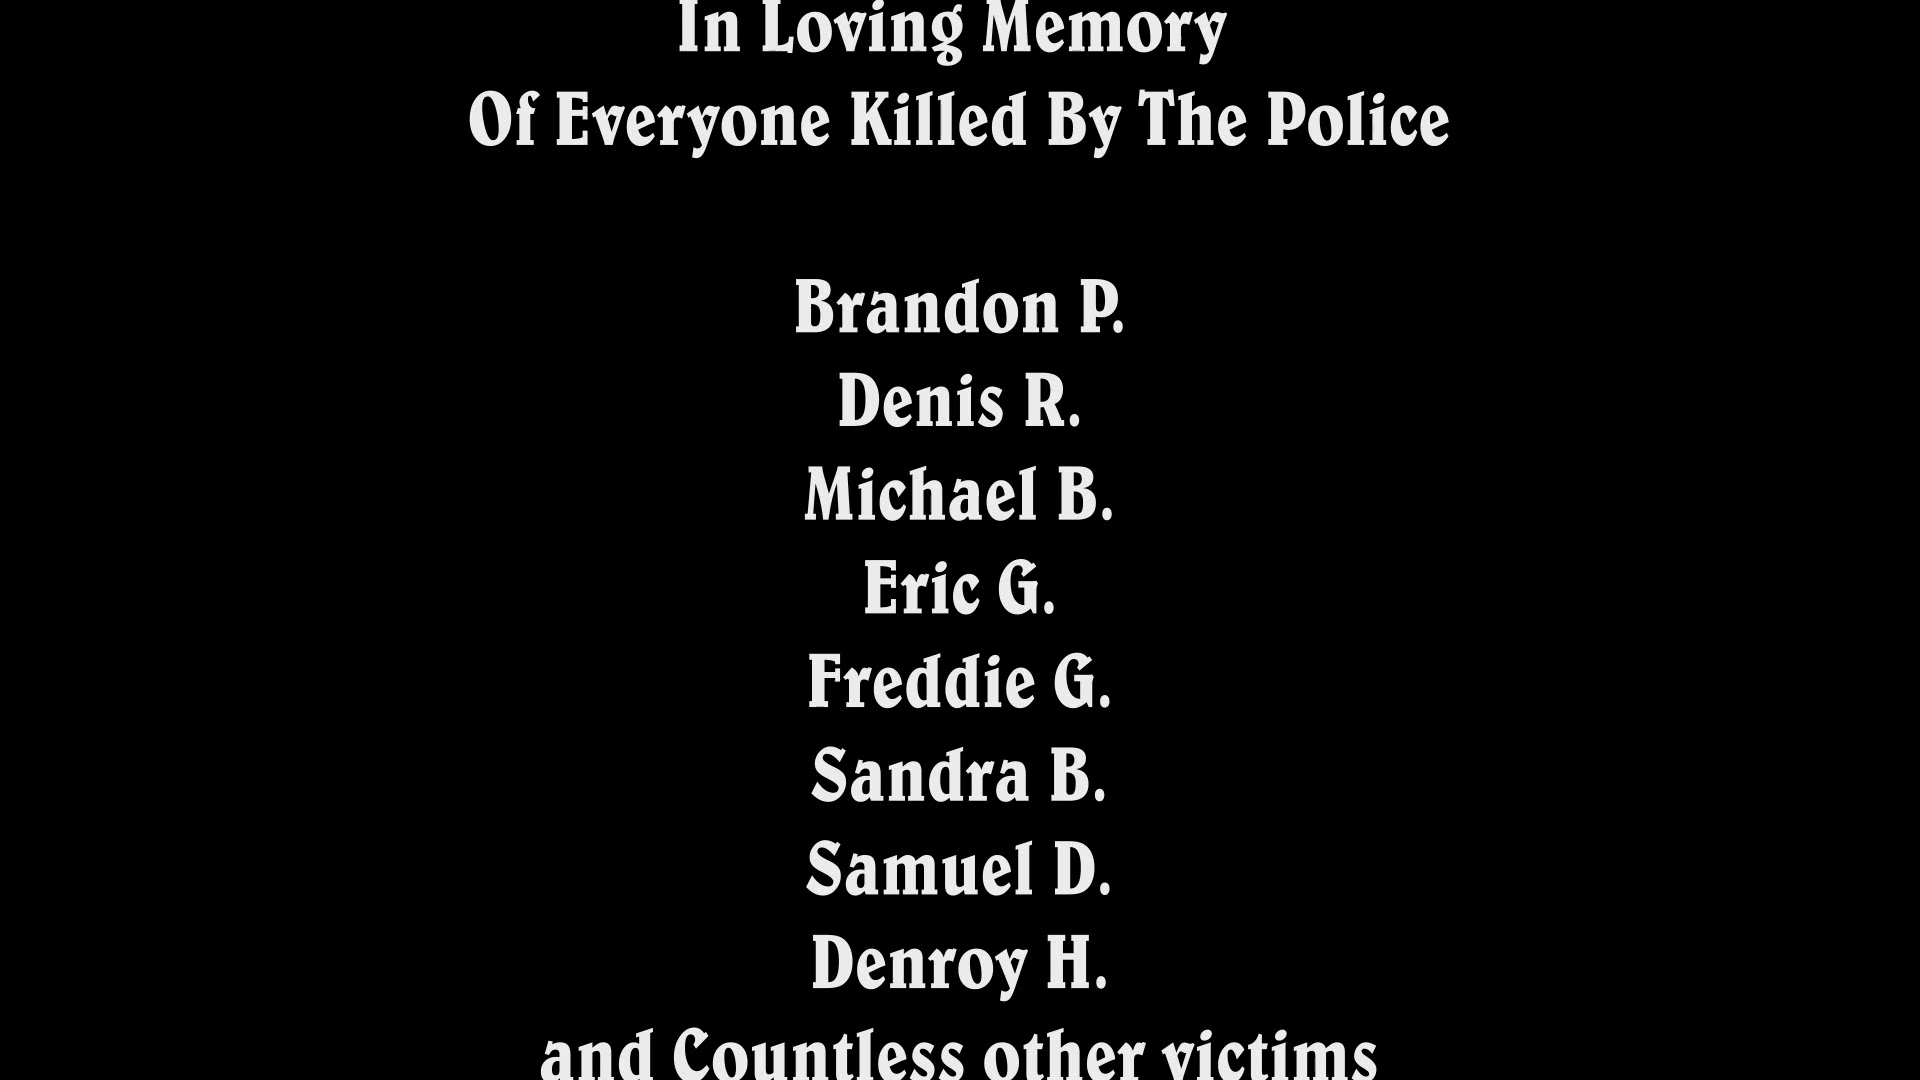 In Loving Memory
Of Everyone Killed By The Police
Brandon P.
Denis R.
Michael B.
Eric G.
Freddie G.
Sandra B.
Samuel D.
Denroy H.
and Countless other victims